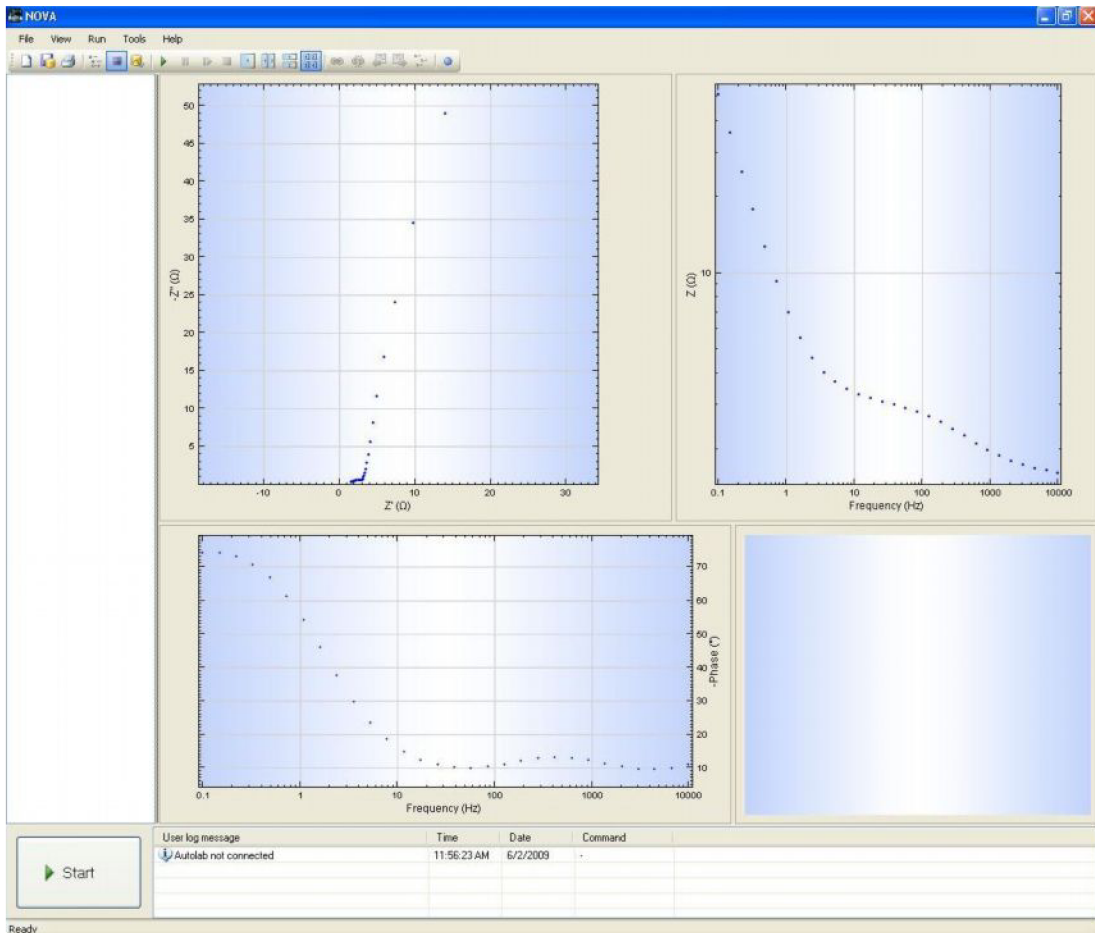 NOVA
File View Run Tools Help
50
45
40
35
30
25
20
15
10
5
-Z'' (Ω)
-10 0 10 20 30
Z' (Ω)
10
Z (Ω)
0.1 1 10 100 1000 10000
Frequency (Hz)
70
60
50
40
30
20
10
-Phase (°)
0.1 1 10 100 1000 10000
Frequency (Hz)
Start
User log message Time Date Command
Autolab not connected 11:56:23 AM 6/2/2009 -
Ready